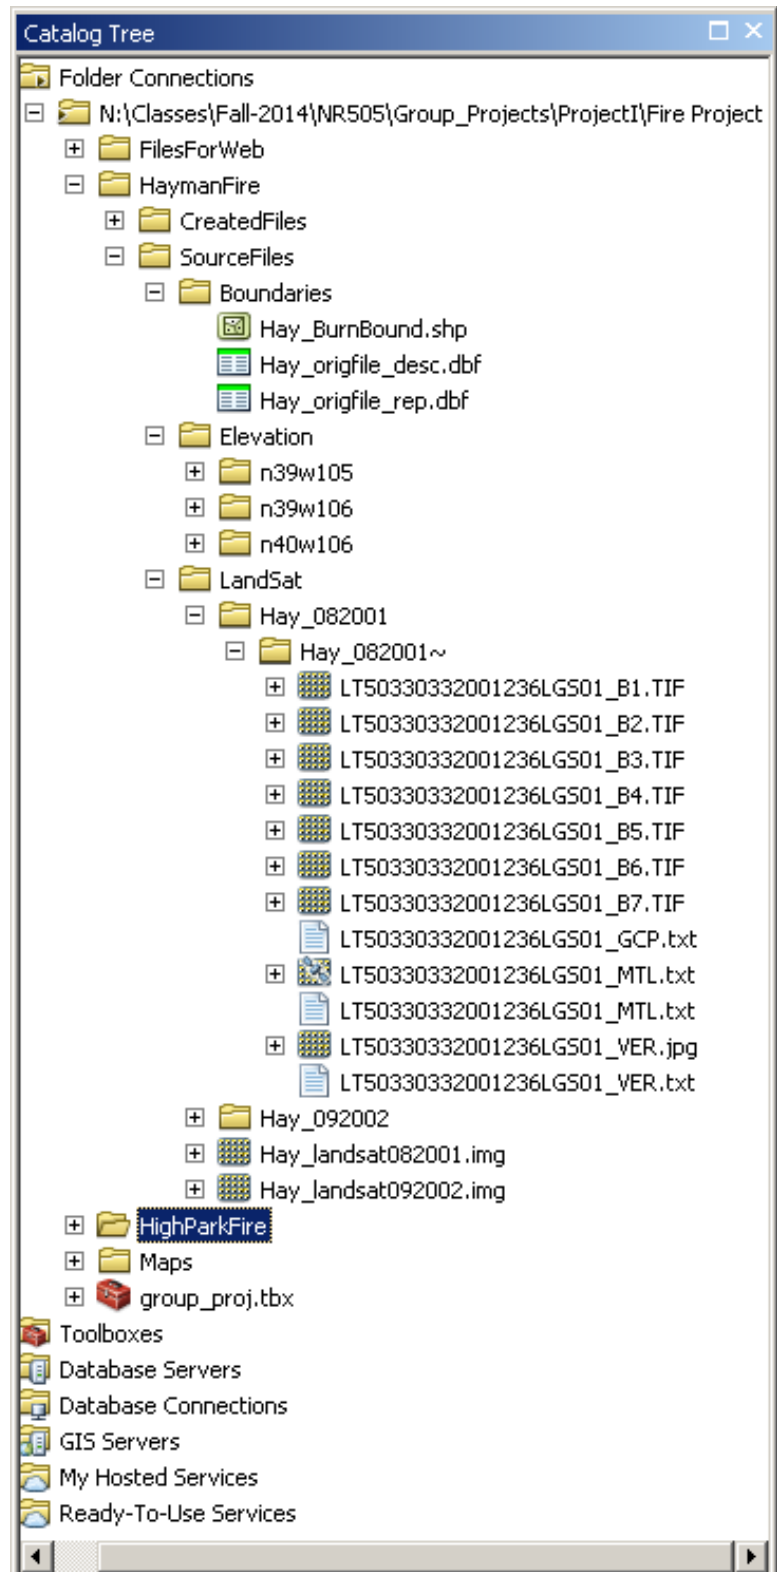 Catalog Tree
Folder Connections
N:\Classes\Fall-2014\NR505\Group_Projects\ProjectI\Fire Project
FilesForWeb
HaymanFire
CreatedFiles
SourceFiles
Boundaries
Hay_BurnBound.shp
Hay_origfile_desc.dbf
Hay_origfile_rep.dbf
Elevation
n39w105
n39w106
n40w106
LandSat
Hay_082001
Hay_082001~
LT50330332001236LGS01_B1.TIF
LT50330332001236LGS01_B2.TIF
LT50330332001236LGS01_B3.TIF
LT50330332001236LGS01_B4.TIF
LT50330332001236LGS01_B5.TIF
LT50330332001236LGS01_B6.TIF
LT50330332001236LGS01_B7.TIF
LT50330332001236LGS01_GCP.txt
LT50330332001236LGS01_MTL.txt
LT50330332001236LGS01_MTL.txt
LT50330332001236LGS01_VER.jpg
LT50330332001236LGS01_VER.txt
Hay_092002
Hay_landsat082001.img
Hay_landsat092002.img
HighParkFire
Maps
group_proj.tbx
Toolboxes
Database Servers
Database Connections
GIS Servers
My Hosted Services
Ready-To-Use Services